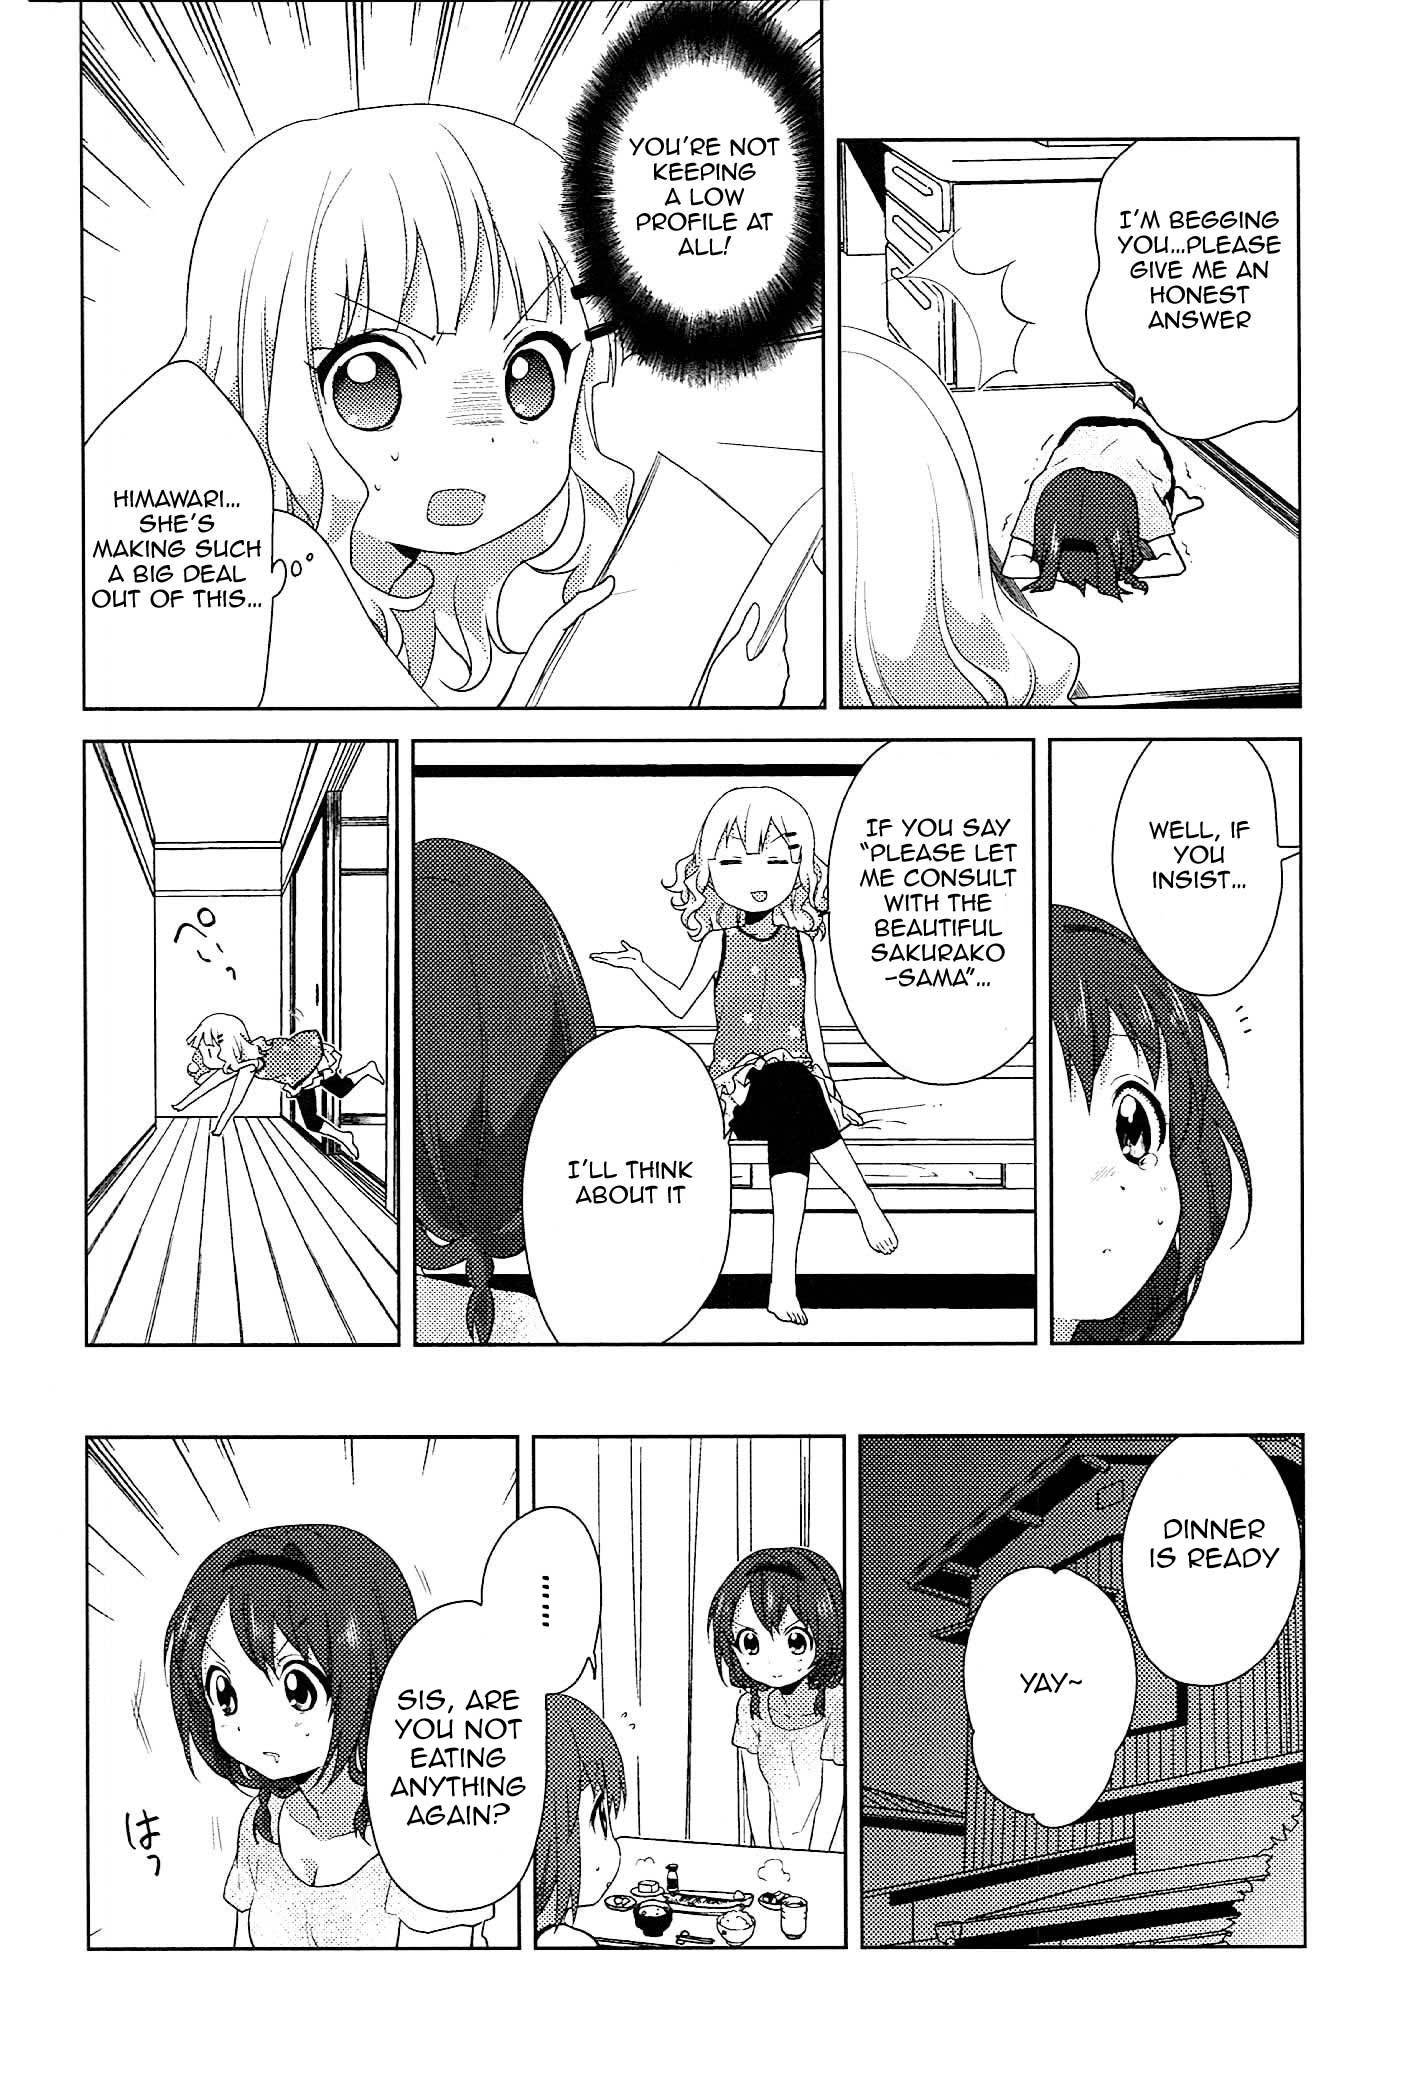 I'M BEGGING
YOU...PLEASE
GIVE ME AN
HONEST
ANSWER
YOU'RE NOT
KEEPING
A LOW
PROFILE AT
ALL!
HIMAWARI...
SHE'S
MAKING SUCH
A BIG DEAL
OUT OF THIS...
WELL, IF
YOU
INSIST...
IF YOU SAY
"PLEASE LET
ME CONSULT
WITH THE
BEAUTIFUL
SAKURAKO
-SAMA"...
I'LL THINK
ABOUT IT
ペいっ
DINNER
IS READY
YAY~
........
SIS, ARE
YOU NOT
EATING
ANYTHING
AGAIN?
はっ